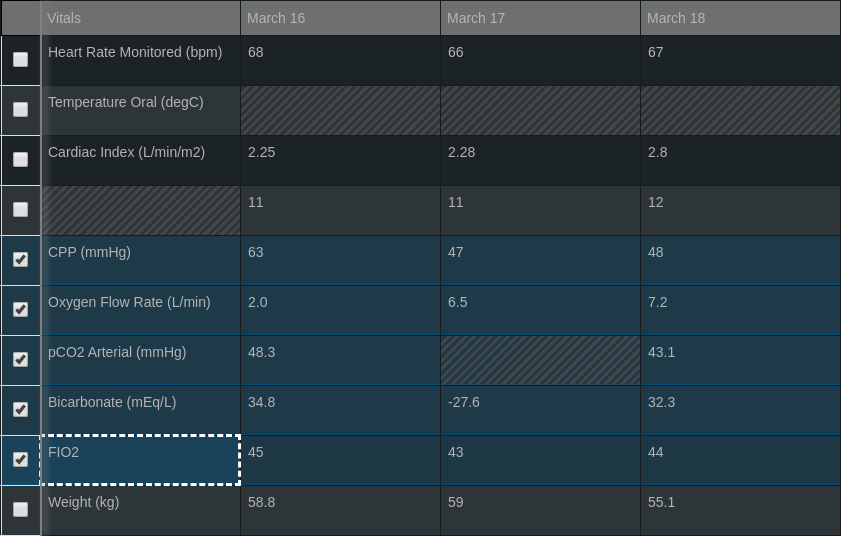 Vitals March 16 March 17 March 18
Heart Rate Monitored (bpm) 68 66 67
Temperature Oral (degC)
Cardiac Index (L/min/m2) 2.25 2.28 2.8
11 11 12
CPP (mmHg) 63 47 48
Oxygen Flow Rate (L/min) 2.0 6.5 7.2
pCO2 Arterial (mmHg) 48.3 43.1
Bicarbonate (mEq/L) 34.8 -27.6 32.3
FIO2 45 43 44
Weight (kg) 58.8 59 55.1